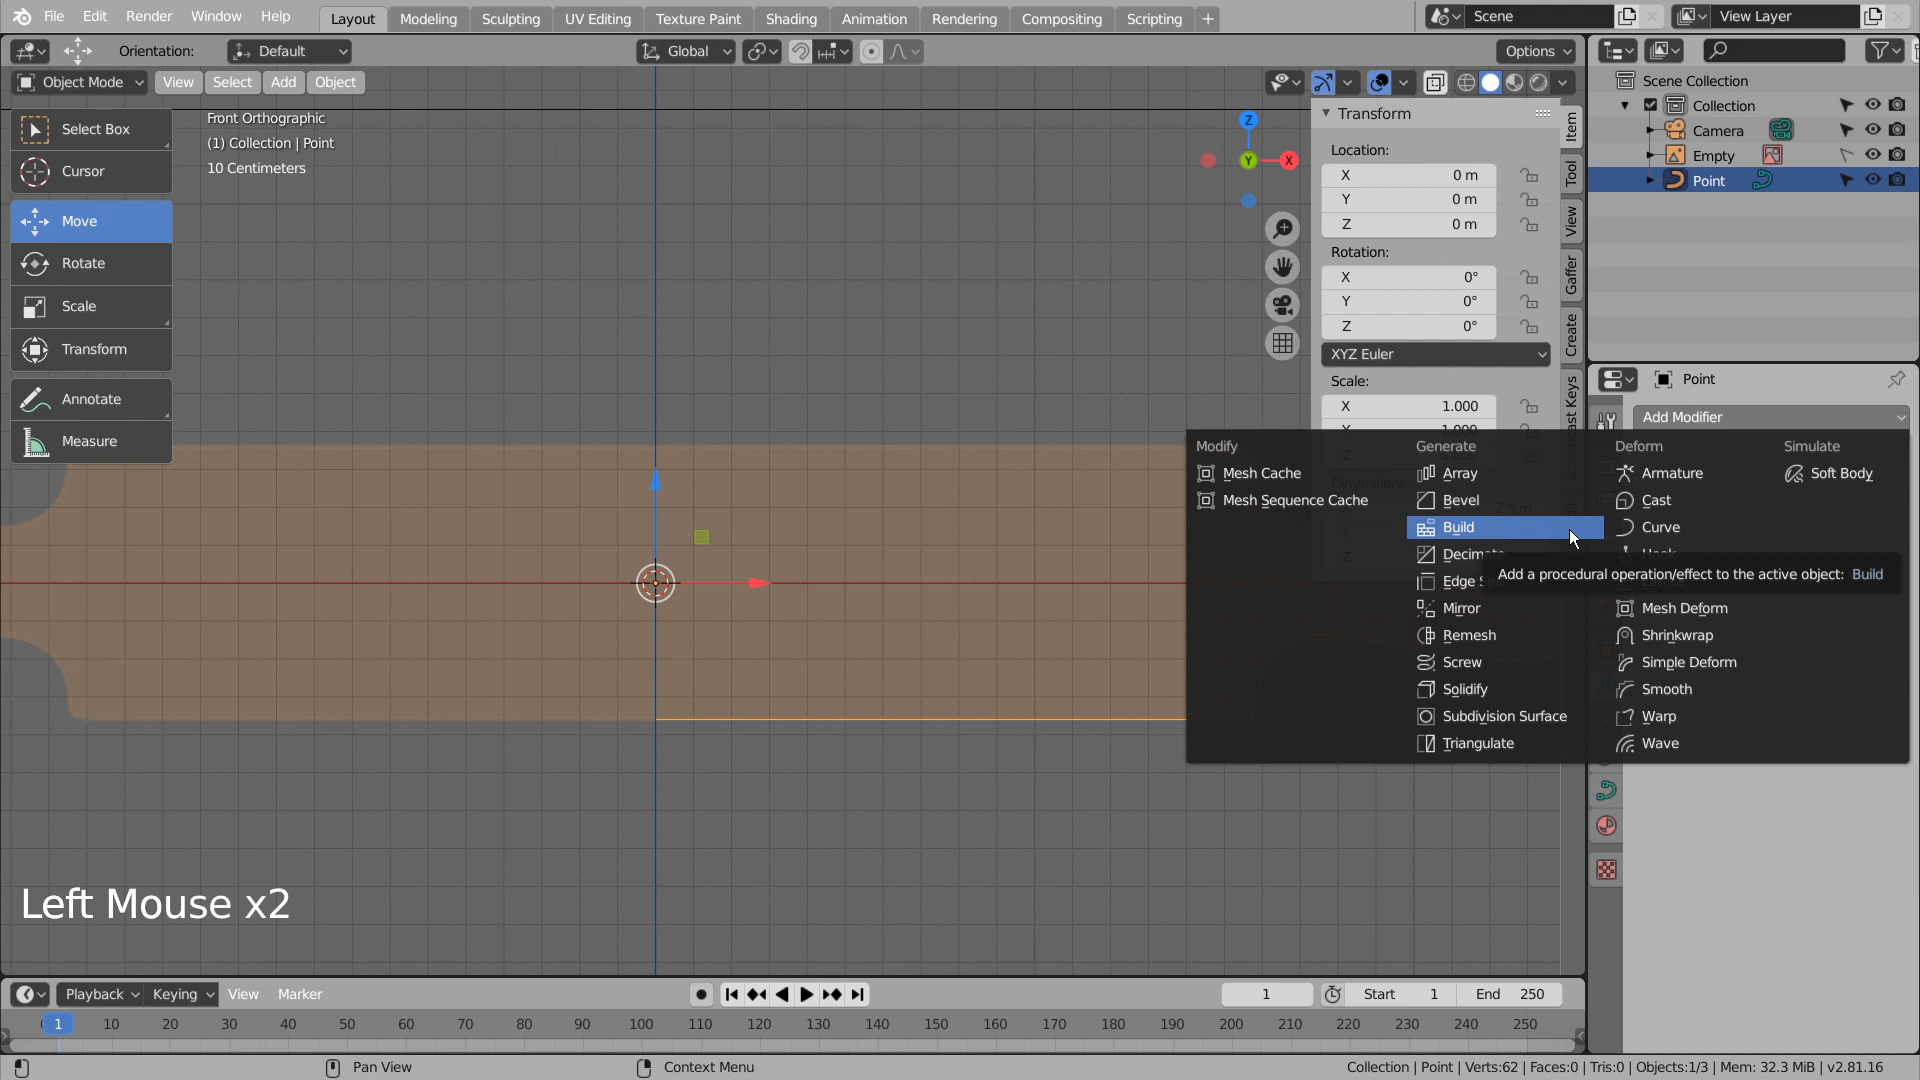 File Edit Render Window Help Layout Modeling Sculpting UV Editing Texture Paint Shading Animation Rendering Compositing Scripting + Scene View Layer
Orientation: Default Global Options
Object Mode View Select Add Object
Scene Collection
Collection
Camera
Empty
Point
Select Box
Cursor
Move
Rotate
Scale
Transform
Annotate
Measure
Front Orthographic
(1) Collection | Point
10 Centimeters
Z
Y
X
Transform
Location:
X 0 m
Y 0 m
Z 0 m
Rotation:
X 0°
Y 0°
Z 0°
XYZ Euler
Scale:
X 1.000
Y 1.000
Item
Tool
View
Gaffer
Create
Point
Add Modifier
Modify
Mesh Cache
Mesh Sequence Cache
Generate
Array
Bevel
Build
Decimate
Edge
Mirror
Remesh
Screw
Solidify
Subdivision Surface
Triangulate
Deform
Armature
Cast
Curve
Hook
Mesh Deform
Shrinkwrap
Simple Deform
Smooth
Warp
Wave
Simulate
Soft Body
Add a procedural operation/effect to the active object: Build
Left Mouse x2
Playback Keying View Marker 1 Start 1 End 250
1 10 20 30 40 50 60 70 80 90 100 110 120 130 140 150 160 170 180 190 200 210 220 230 240 250
Pan View Context Menu Collection | Point | Verts:62 | Faces:0 | Tris:0 | Objects:1/3 | Mem: 32.3 MiB | v2.81.16